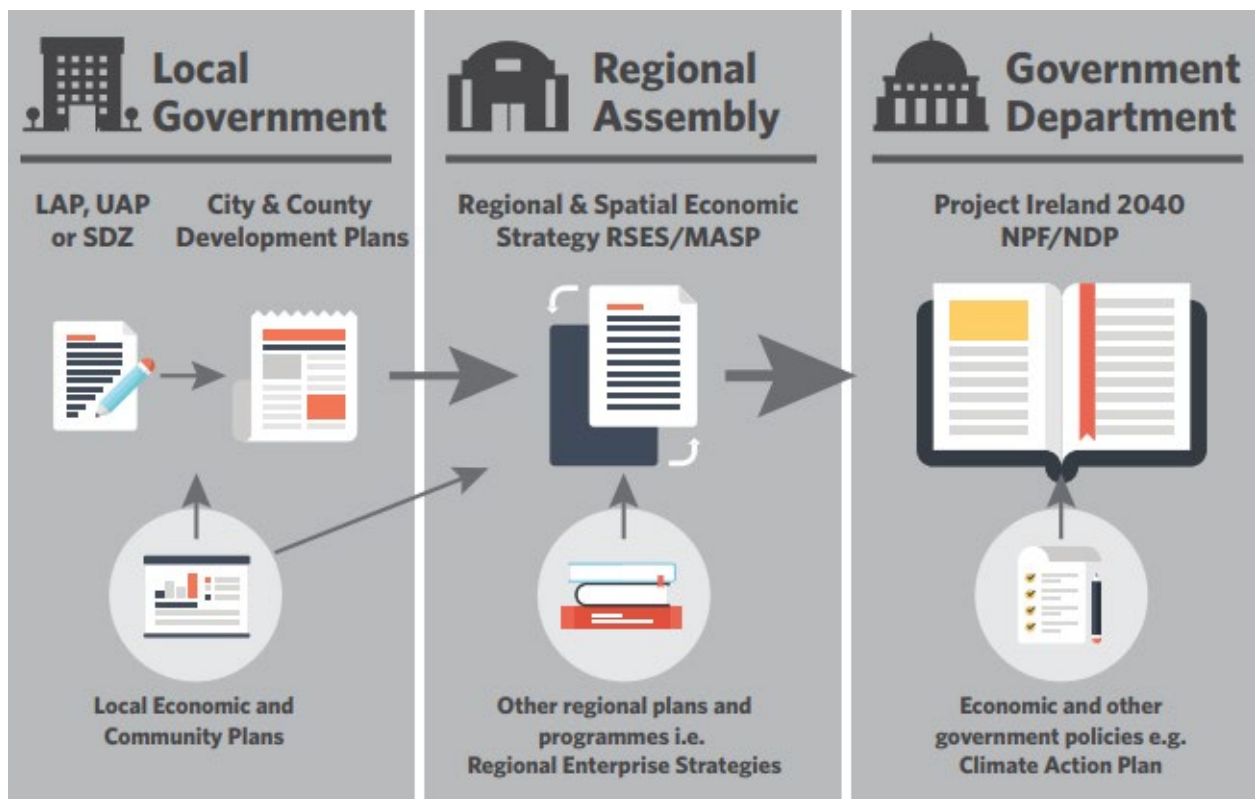 Local
Government
LAP, UAP
or SDZ
City & County
Development Plans
Local Economic and
Community Plans
Regional
Assembly
Regional & Spatial Economic
Strategy RSES/MASP
Other regional plans and
programmes i.e.
Regional Enterprise Strategies
Government
Department
Project Ireland 2040
NPF/NDP
Economic and other
government policies e.g.
Climate Action Plan